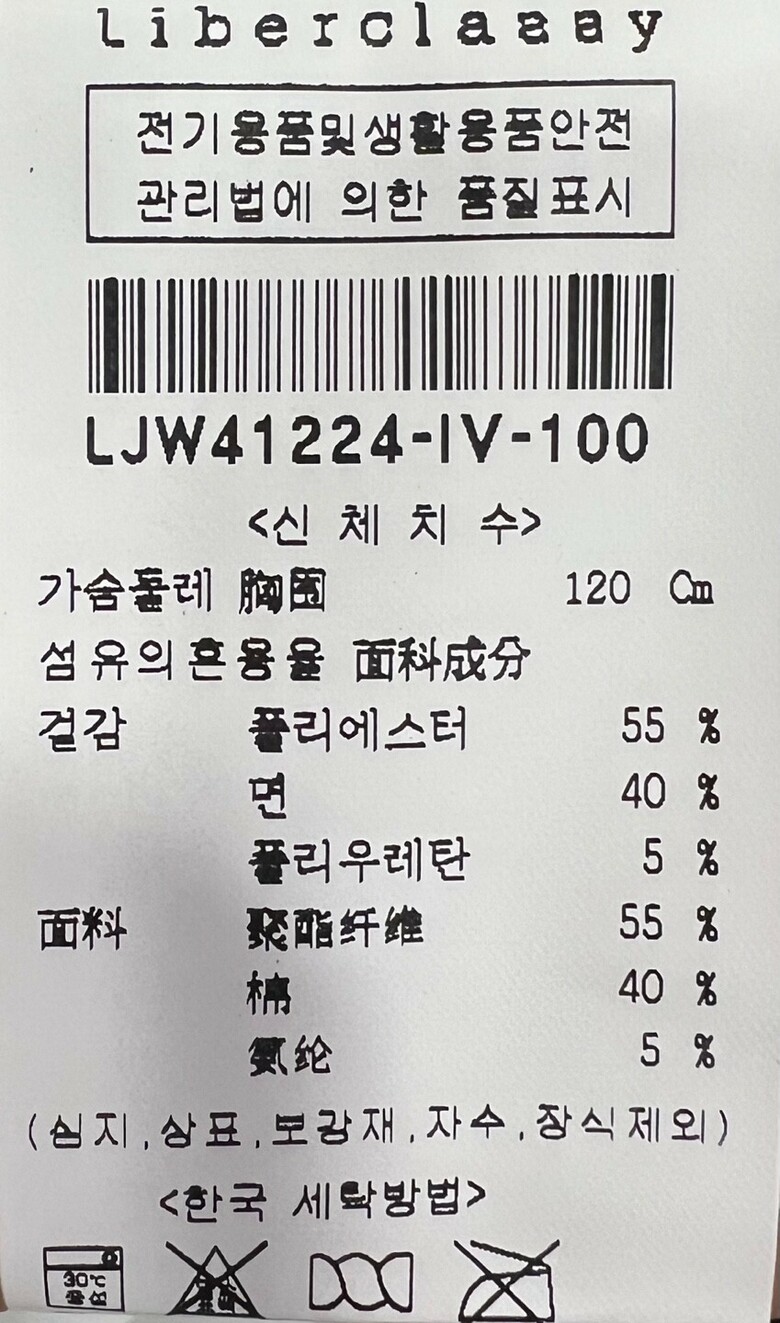 Liberclassy
전기용품및생활용품안전
관리법에 의한 품질표시
LJW41224-IV-100
<신 체 치 수>
가슴둘레 胸围 120 Cm
섬유의혼용율 面料成分
겉감 폴리에스터 55 %
면 40 %
폴리우레탄 5 %
面料 聚酯纤维 55 %
棉 40 %
氨纶 5 %
(심지,상표,보강재,자수,장식제외)
<한국 세탁방법>
30℃
중성